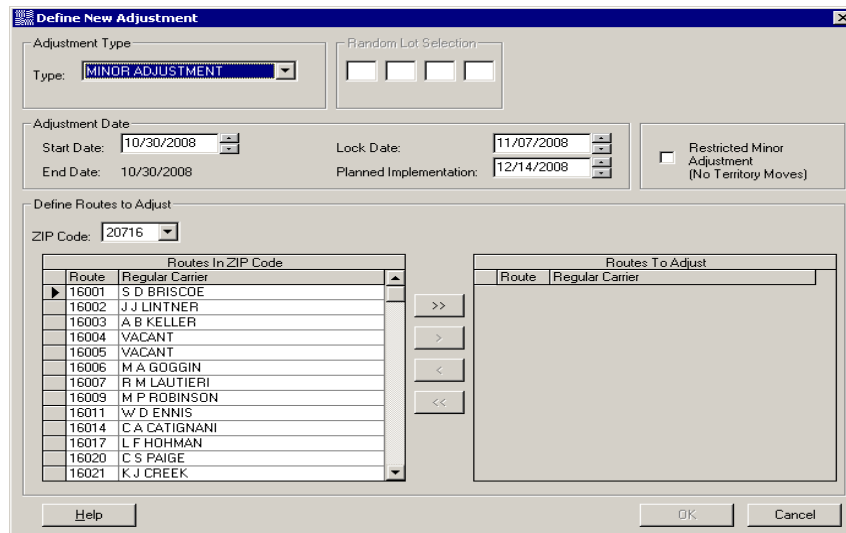 Define New Adjustment
Adjustment Type
Type: MINOR ADJUSTMENT
Random Lot Selection
Adjustment Date
Start Date: 10/30/2008
End Date: 10/30/2008
Lock Date: 11/07/2008
Planned Implementation: 12/14/2008
Restricted Minor
Adjustment
(No Territory Moves)
Define Routes to Adjust
ZIP Code: 20716
Routes In ZIP Code
Route Regular Carrier
16001 S D BRISCOE
16002 J J LINTNER
16003 A B KELLER
16004 VACANT
16005 VACANT
16006 M A GOGGIN
16007 R M LAUTIERI
16009 M P ROBINSON
16011 W D ENNIS
16014 C A CATIGNANI
16017 L F HOHMAN
16020 C S PAIGE
16021 K J CREEK
>>
>
<
<<
Routes To Adjust
Route Regular Carrier
Help
OK
Cancel